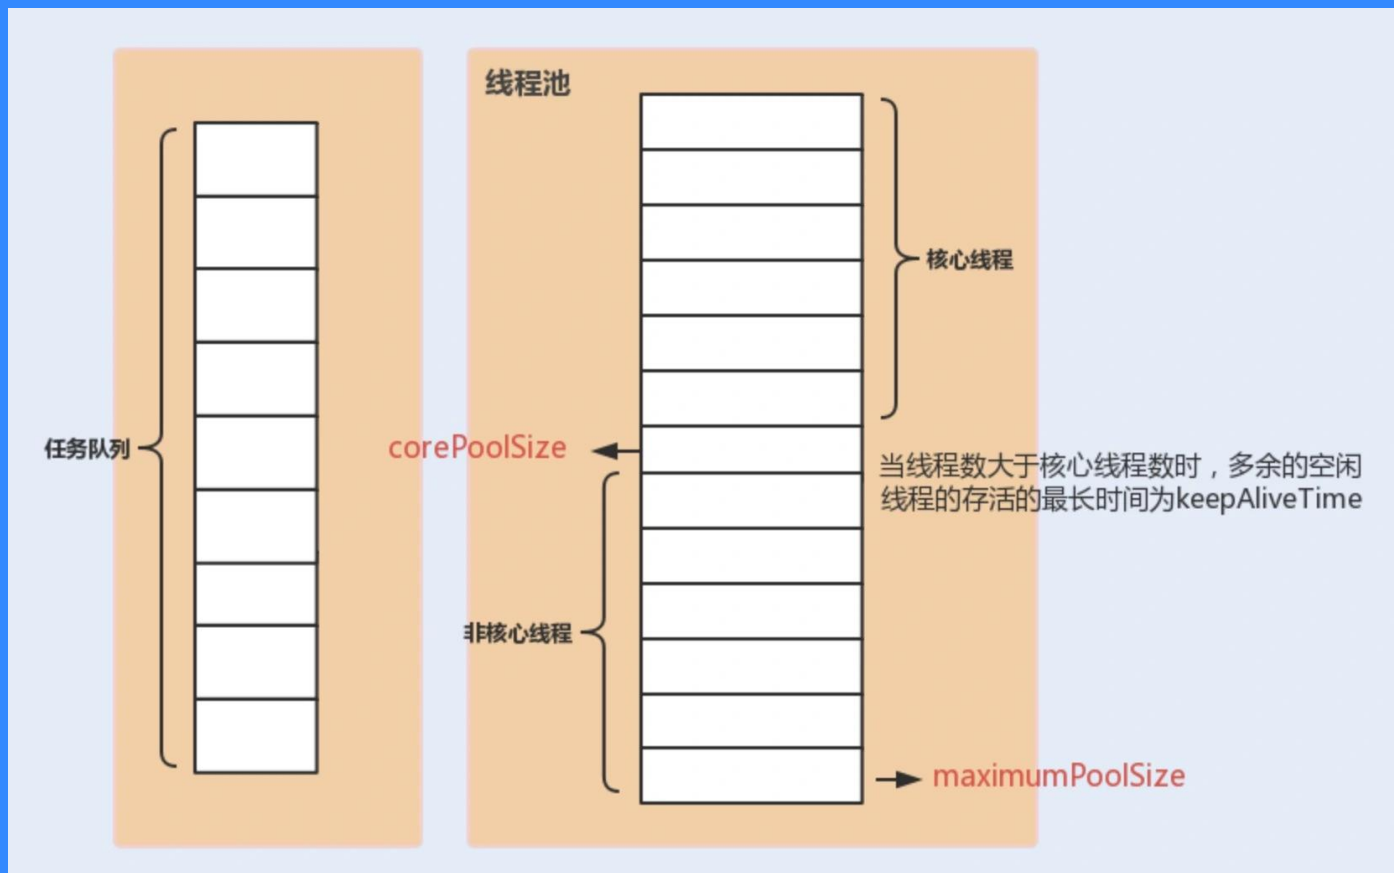 线程池
核心线程
任务队列
corePoolSize
当线程数大于核心线程数时，多余的空闲
线程的存活的最长时间为keepAliveTime
非核心线程
maximumPoolSize